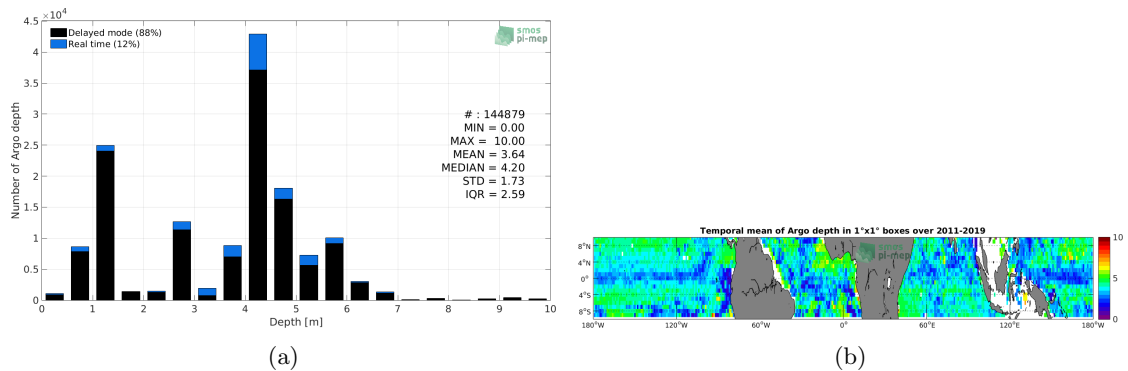 ×10⁴
4.5
4
3.5
3
2.5
2
1.5
1
0.5
0
Number of Argo depth
Delayed mode (88%)
Real time (12%)
smos
pi-mep
# : 144879
MIN = 0.00
MAX = 10.00
MEAN = 3.64
MEDIAN = 4.20
STD = 1.73
IQR = 2.59
0 1 2 3 4 5 6 7 8 9 10
Depth [m]
(a)
Temporal mean of Argo depth in 1°x1° boxes over 2011-2019
8°N
4°N
0°
4°S
8°S
smos
pi-mep
180°W 120°W 60°W 0° 60°E 120°E 180°W
10
5
0
(b)